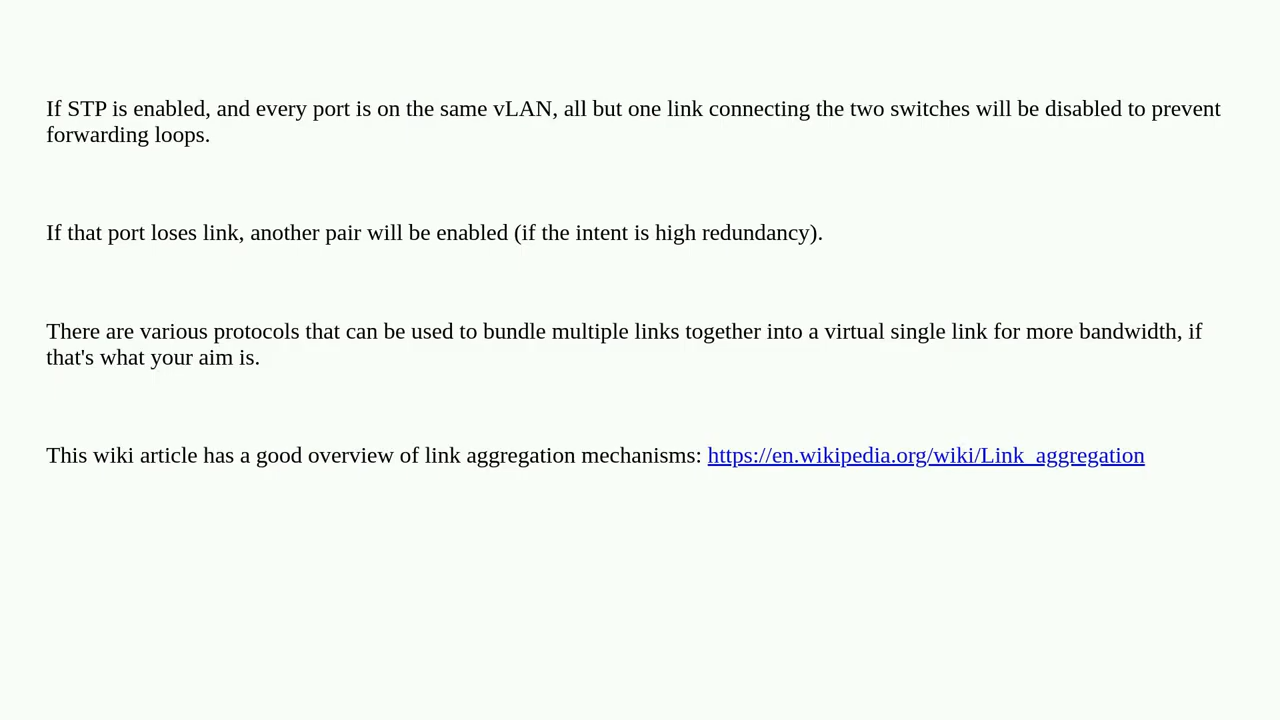 If STP is enabled, and every port is on the same vLAN, all but one link connecting the two switches will be disabled to prevent
forwarding loops.
If that port loses link, another pair will be enabled (if the intent is high redundancy).
There are various protocols that can be used to bundle multiple links together into a virtual single link for more bandwidth, if
that's what your aim is.
This wiki article has a good overview of link aggregation mechanisms: https://en.wikipedia.org/wiki/Link_aggregation